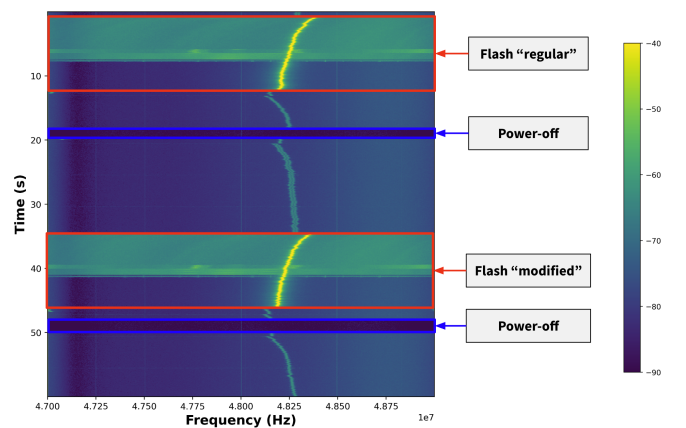 Flash “regular”
Power-off
Flash “modified”
Power-off
Time (s)
10
20
30
40
50
4.700
4.725
4.750
4.775
4.800
4.825
4.850
4.875
1e7
Frequency (Hz)
−40
−50
−60
−70
−80
−90